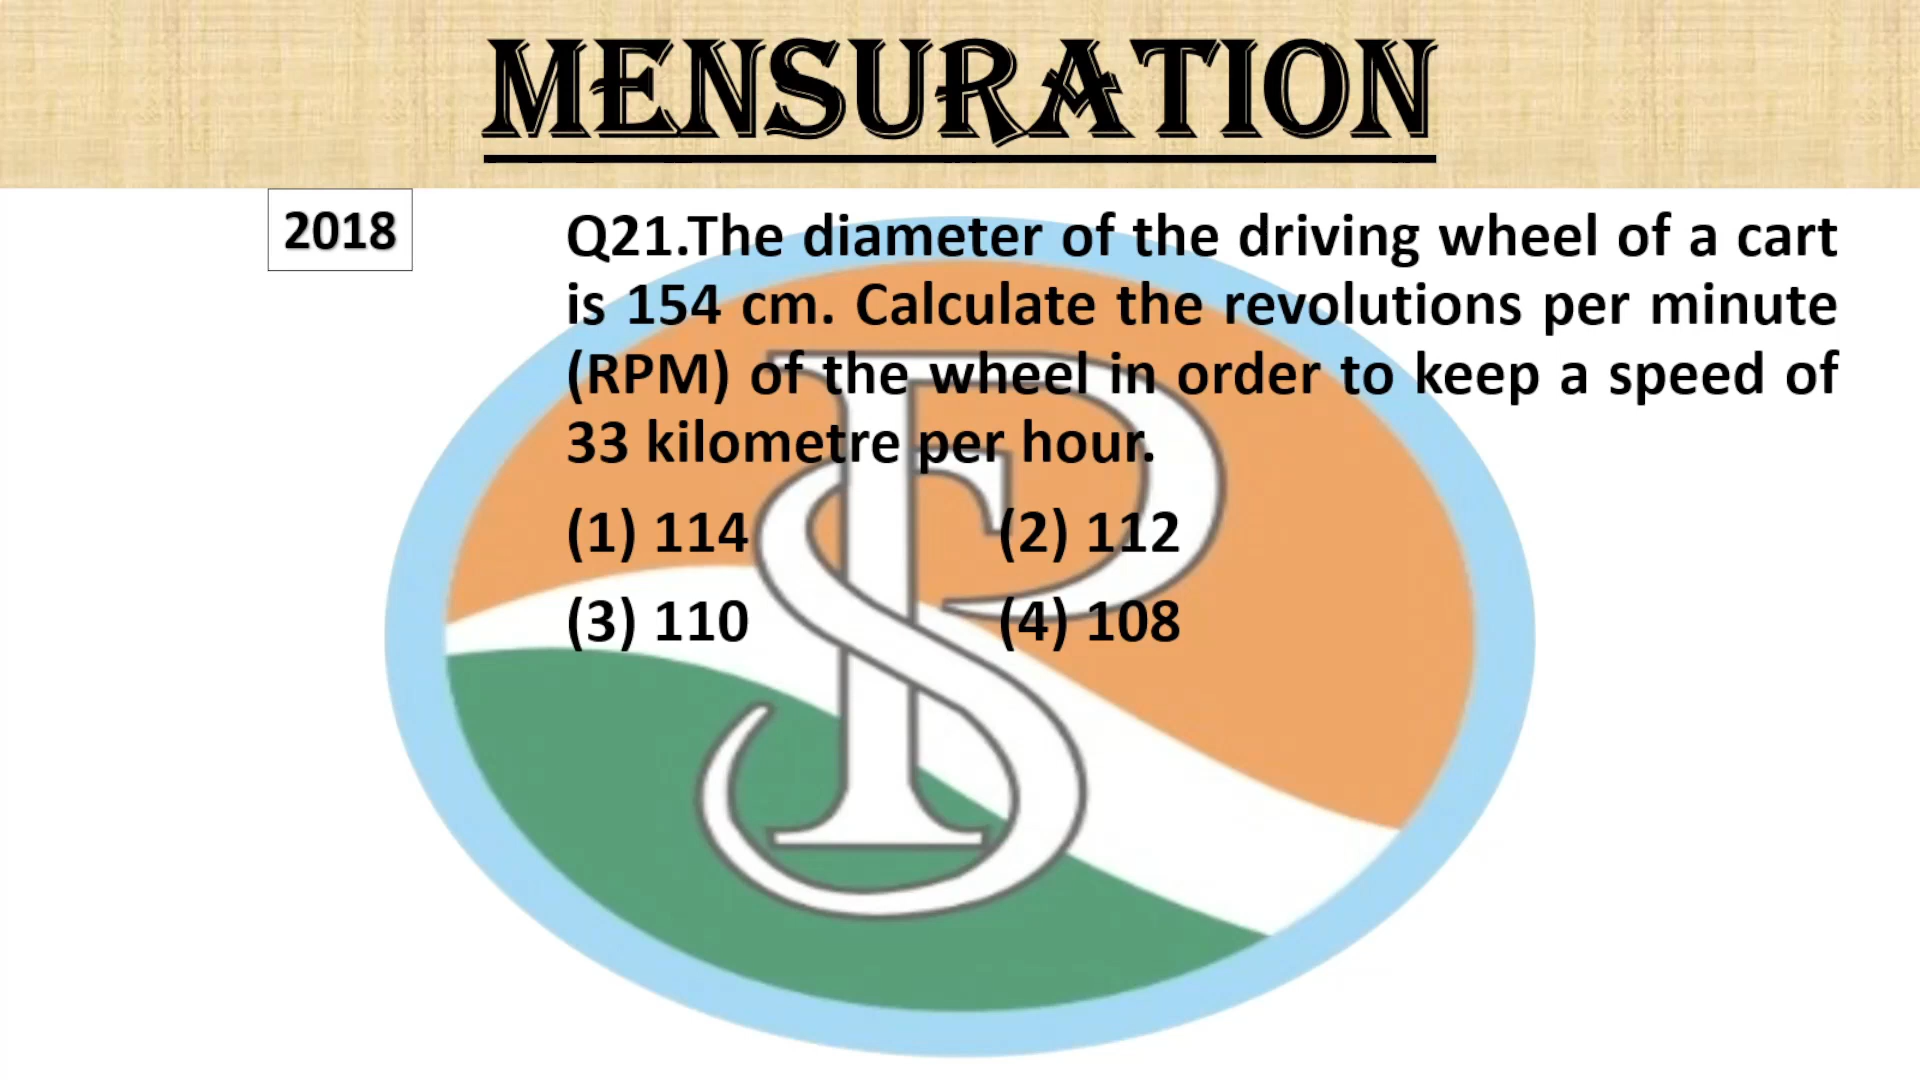 MENSURATION
2018
Q21.The diameter of the driving wheel of a cart
is 154 cm. Calculate the revolutions per minute
(RPM) of the wheel in order to keep a speed of
33 kilometre per hour.
(1) 114 (2) 112
(3) 110 (4) 108